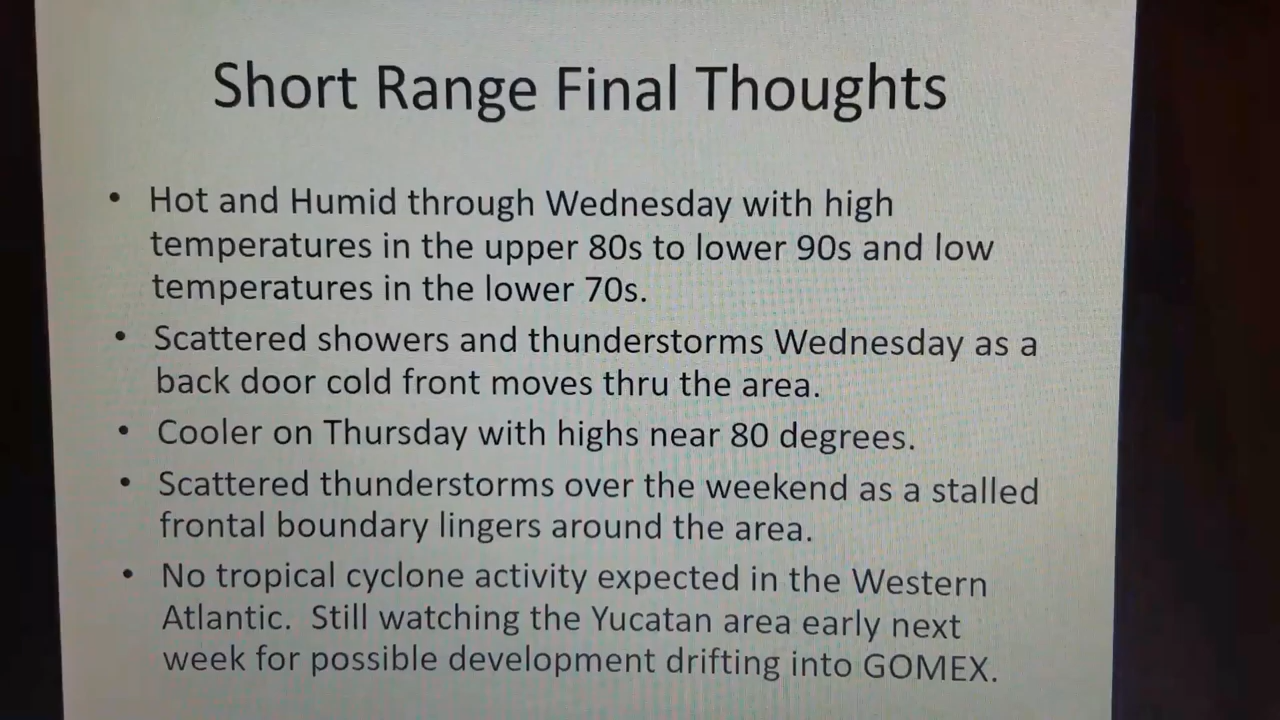 Short Range Final Thoughts
• Hot and Humid through Wednesday with high
temperatures in the upper 80s to lower 90s and low
temperatures in the lower 70s.
• Scattered showers and thunderstorms Wednesday as a
back door cold front moves thru the area.
• Cooler on Thursday with highs near 80 degrees.
• Scattered thunderstorms over the weekend as a stalled
frontal boundary lingers around the area.
• No tropical cyclone activity expected in the Western
Atlantic.  Still watching the Yucatan area early next
week for possible development drifting into GOMEX.